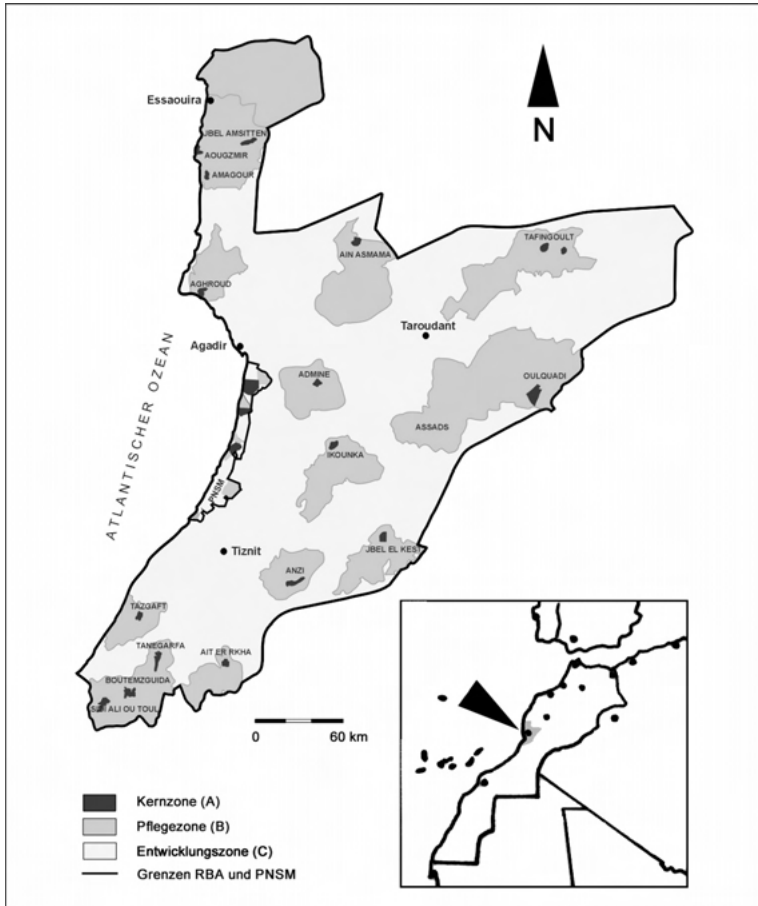 Essaouira
N
JBEL AMSITTEN
AOUGZMIR
AMAGOUR
TAFINGOULT
AIN ASMAMA
AGHROUD
Taroudant
Agadir
ADMINE
OULQUADI
ATLANTISCHER OZEAN
ASSADS
IKOUNKA
PNSM
Tiznit
JBEL EL KEST
ANZI
TAZGAFT
TANEGARFA
AIT ER RKHA
BOUTEMZGUIDA
SIDI ALI OU TOUL
0 60 km
Kernzone (A)
Pflegezone (B)
Entwicklungszone (C)
Grenzen RBA und PNSM